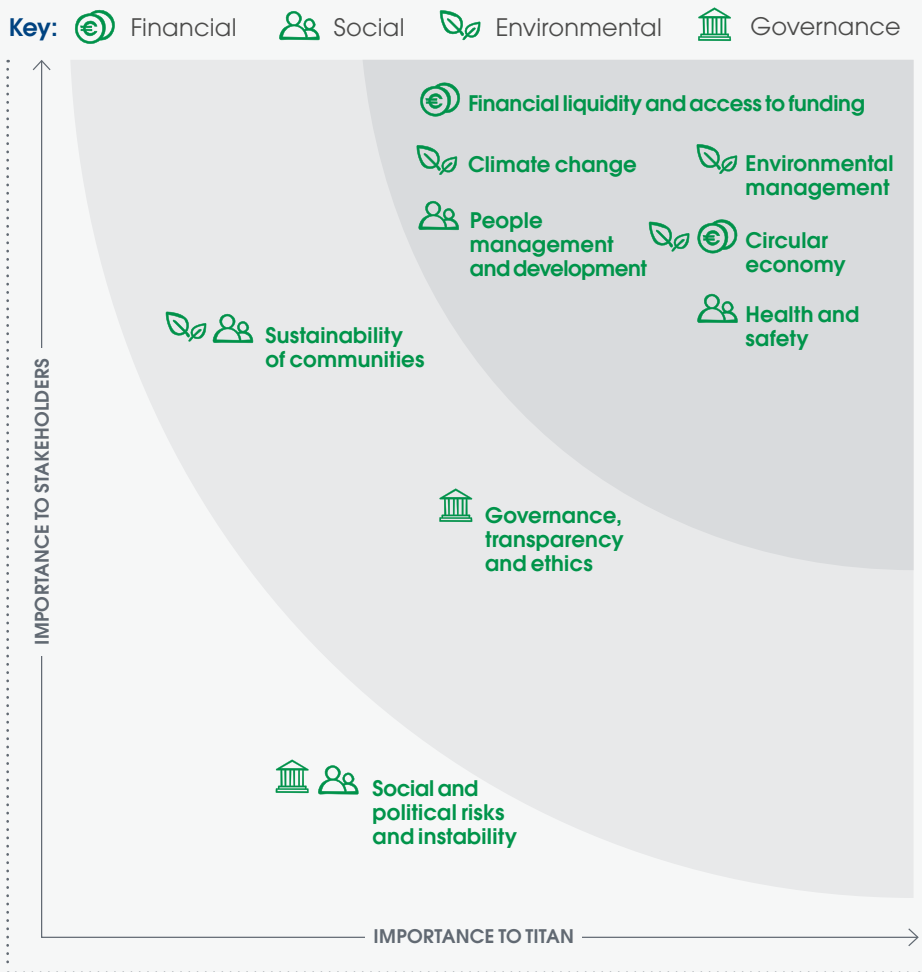 Key: Financial Social Environmental Governance
Financial liquidity and access to funding
Climate change
Environmental
management
People
management
and development
Circular
economy
Health and
safety
Sustainability
of communities
Governance,
transparency
and ethics
Social and
political risks
and instability
IMPORTANCE TO STAKEHOLDERS
IMPORTANCE TO TITAN